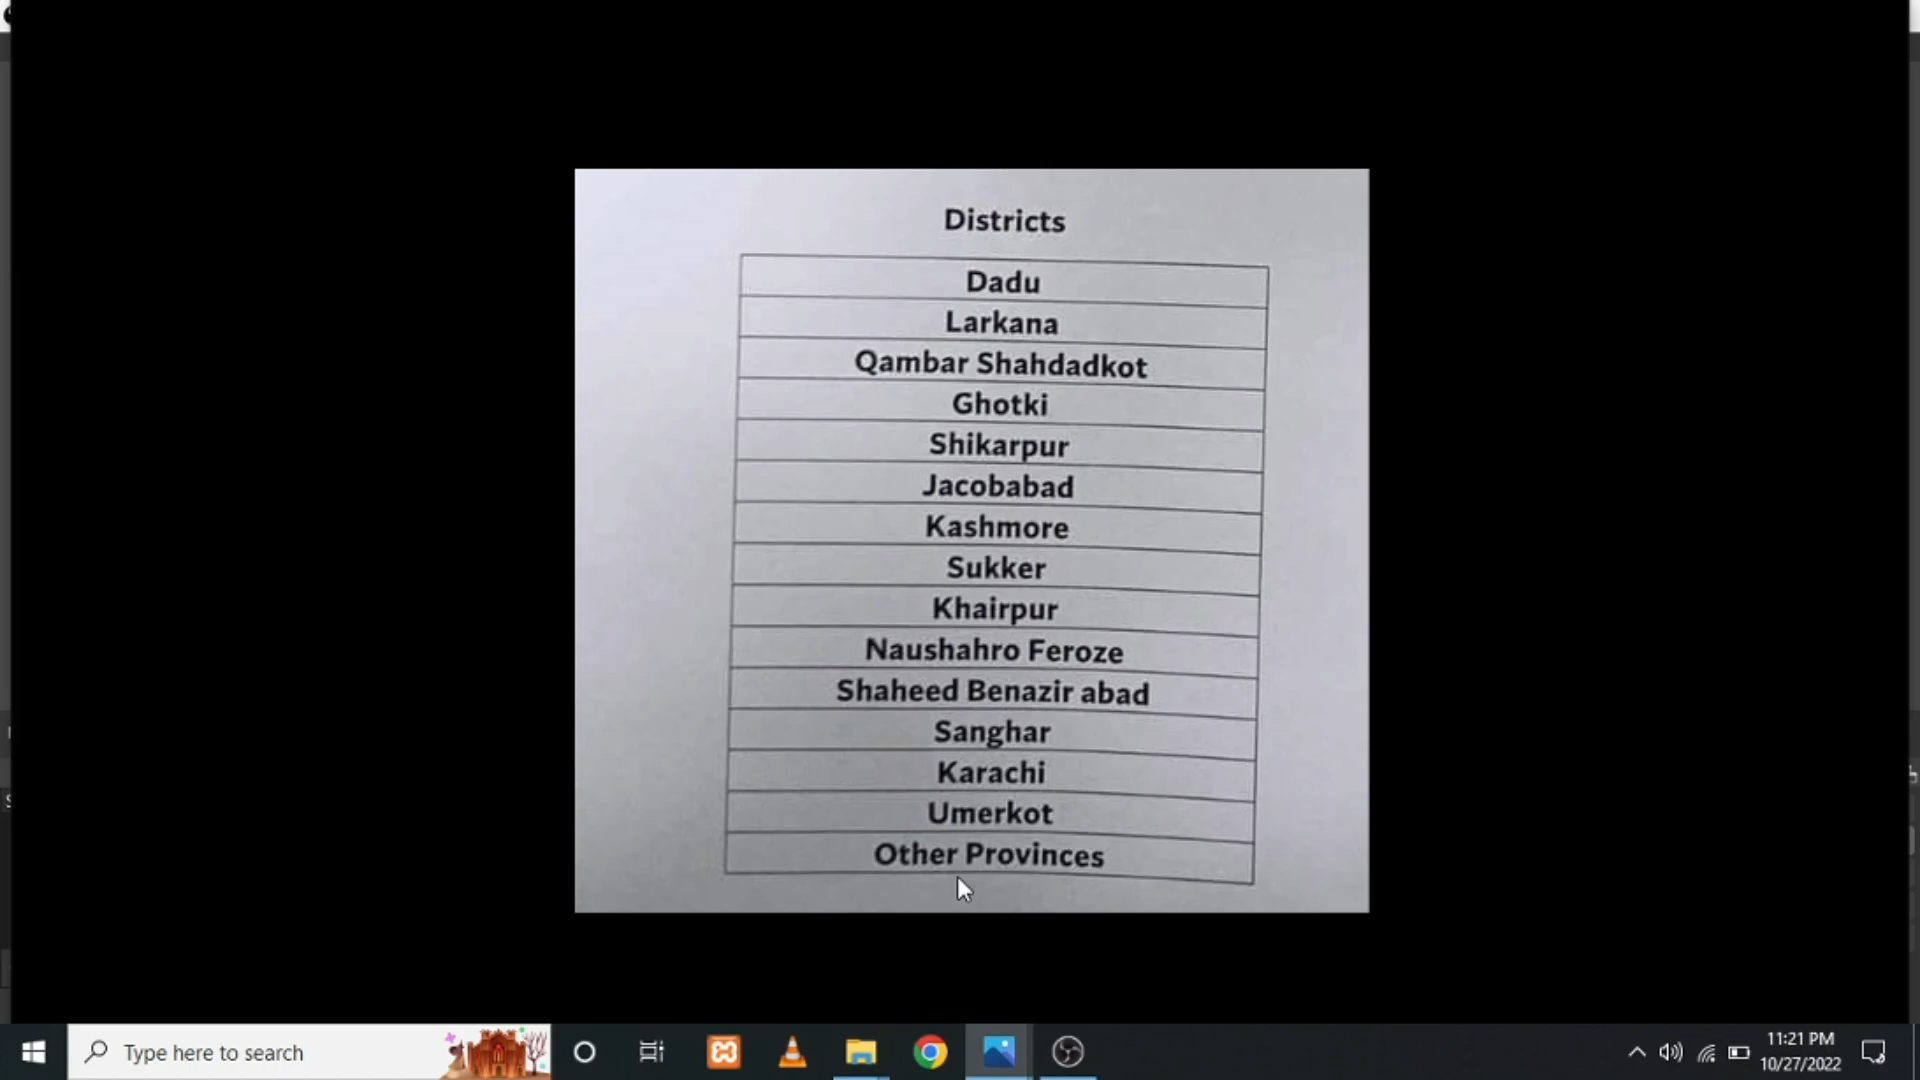 Districts
Dadu
Larkana
Qambar Shahdadkot
Ghotki
Shikarpur
Jacobabad
Kashmore
Sukker
Khairpur
Naushahro Feroze
Shaheed Benazir abad
Sanghar
Karachi
Umerkot
Other Provinces
Type here to search
11:21 PM
10/27/2022